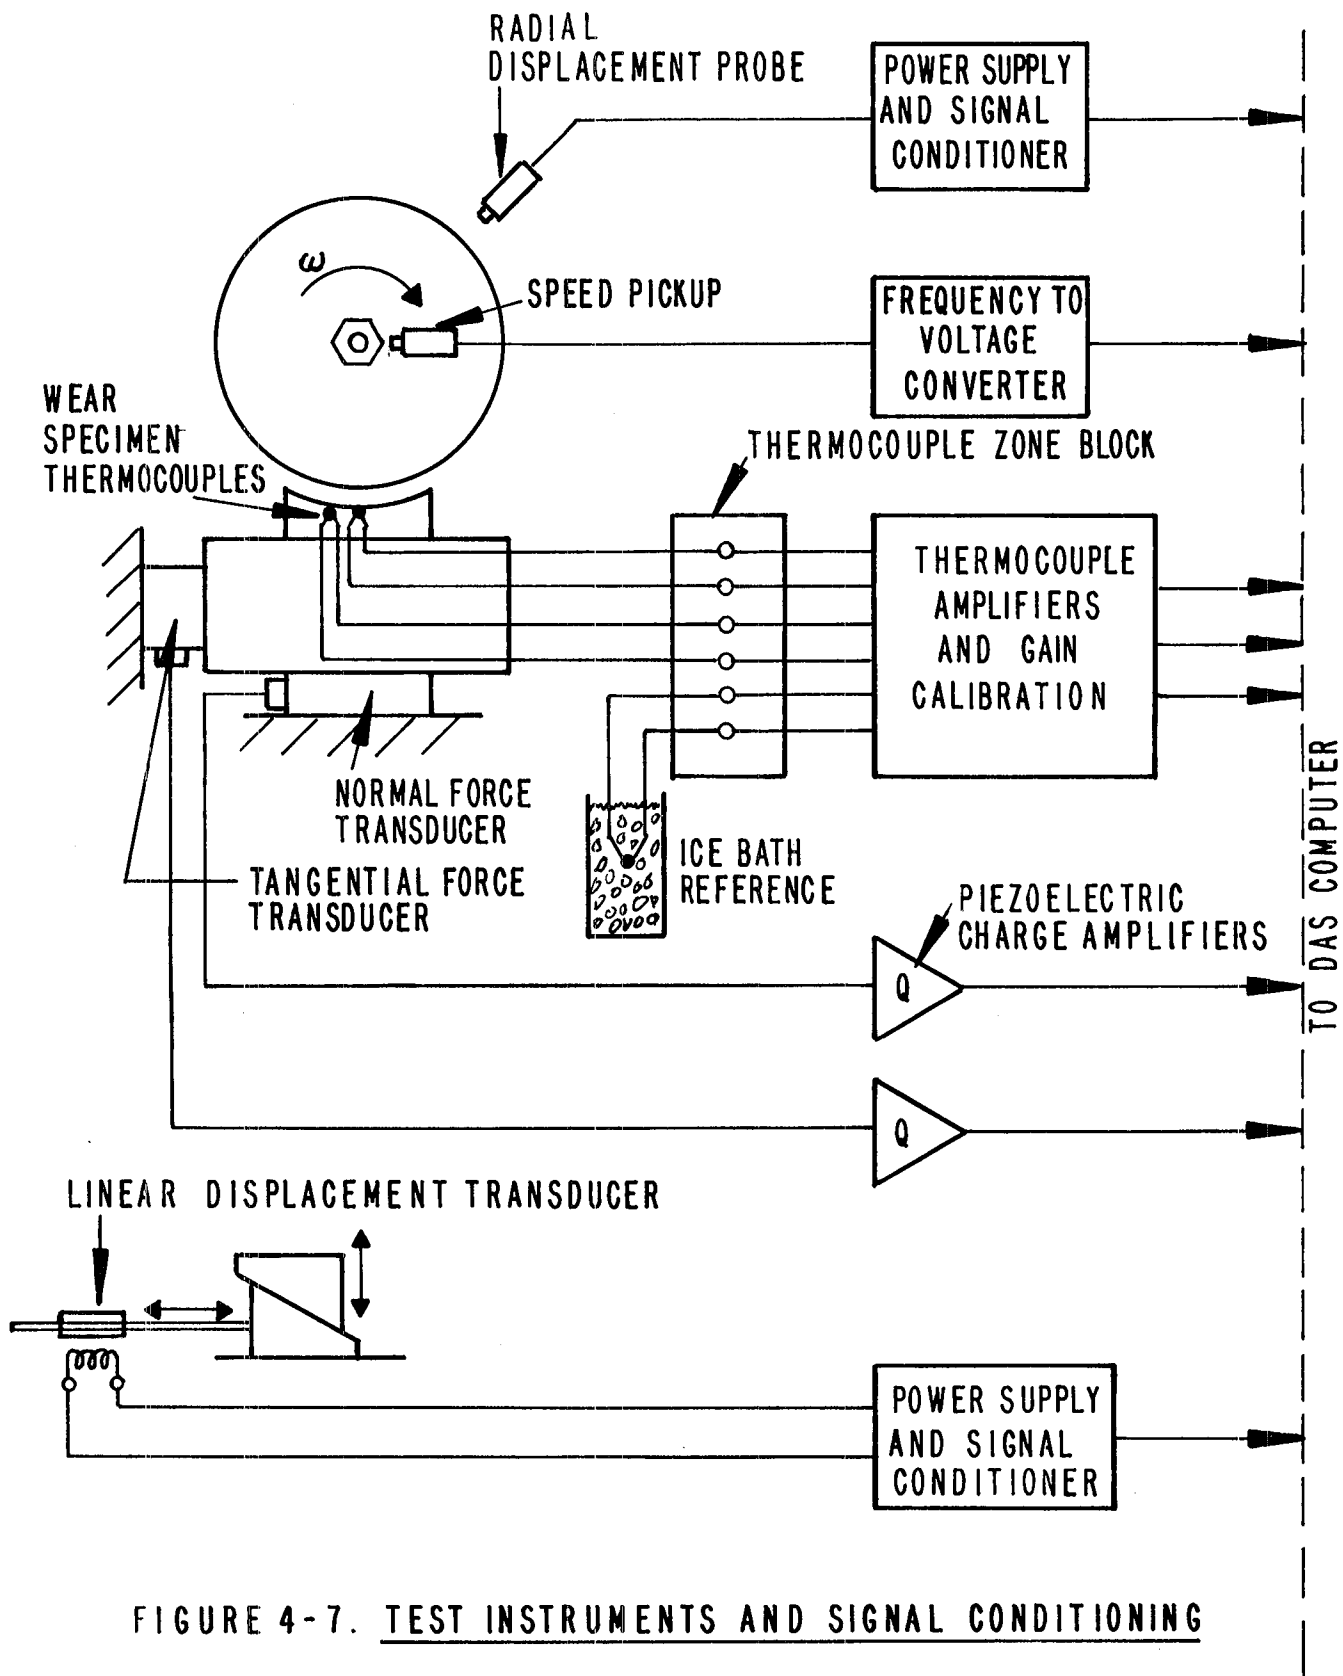 RADIAL
DISPLACEMENT PROBE
POWER SUPPLY
AND SIGNAL
CONDITIONER
ω
SPEED PICKUP
FREQUENCY TO
VOLTAGE
CONVERTER
WEAR
SPECIMEN
THERMOCOUPLES
THERMOCOUPLE ZONE BLOCK
THERMOCOUPLE
AMPLIFIERS
AND GAIN
CALIBRATION
NORMAL FORCE
TRANSDUCER
TANGENTIAL FORCE
TRANSDUCER
ICE BATH
REFERENCE
PIEZOELECTRIC
CHARGE AMPLIFIERS
Q
Q
TO DAS COMPUTER
LINEAR DISPLACEMENT TRANSDUCER
POWER SUPPLY
AND SIGNAL
CONDITIONER
FIGURE 4-7. TEST INSTRUMENTS AND SIGNAL CONDITIONING